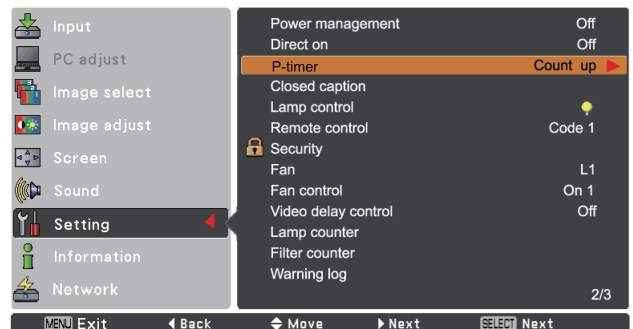 Input
PC adjust
Image select
Image adjust
Screen
Sound
Setting
Information
Network
Power management Off
Direct on Off
P-timer Count up
Closed caption
Lamp control
Remote control Code 1
Security
Fan L1
Fan control On 1
Video delay control Off
Lamp counter
Filter counter
Warning log
2/3
MENU Exit Back Move Next SELECT Next